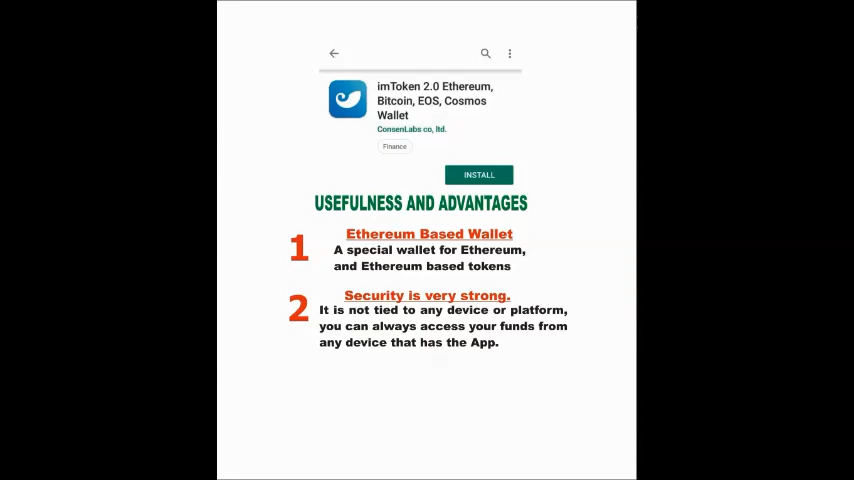 imToken 2.0 Ethereum,
Bitcoin, EOS, Cosmos
Wallet
ConsenLabs co, ltd.
Finance
INSTALL
USEFULNESS AND ADVANTAGES
1
Ethereum Based Wallet
A special wallet for Ethereum,
and Ethereum based tokens
2
Security is very strong.
It is not tied to any device or platform,
you can always access your funds from
any device that has the App.